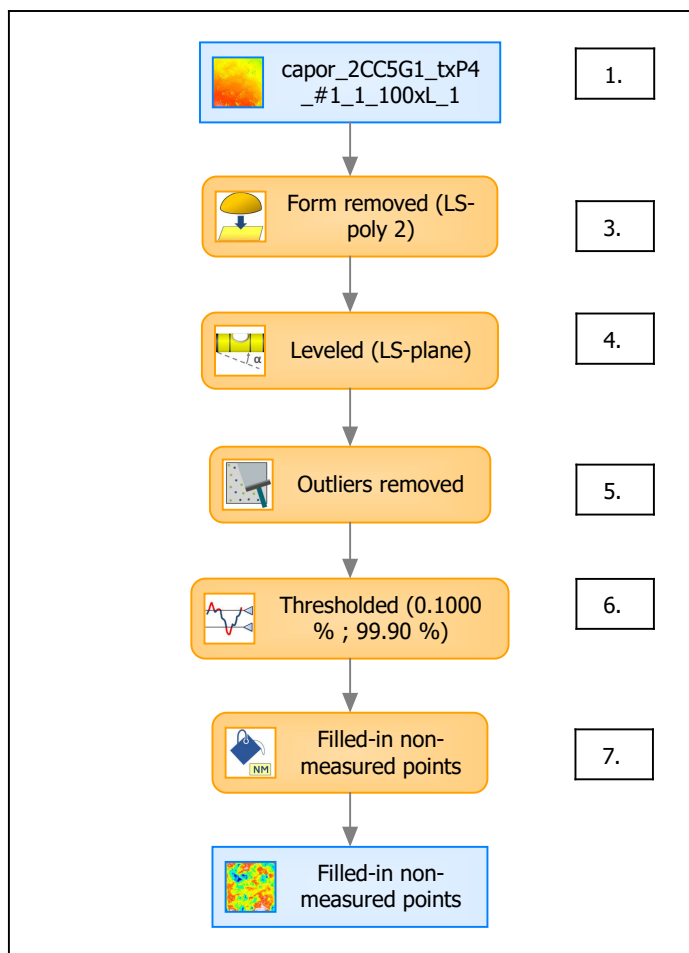 capor_2CC5G1_txP4
_#1_1_100xL_1
1.
Form removed (LS-
poly 2)
3.
Leveled (LS-plane)
4.
α
Outliers removed
5.
Thresholded (0.1000
% ; 99.90 %)
6.
Filled-in non-
measured points
7.
NM
Filled-in non-
measured points